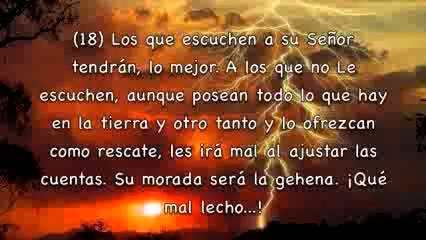 (18) Los que escuchen a su Señor
tendrán, lo mejor. A los que no Le
escuchen, aunque posean todo lo que hay
en la tierra y otro tanto y lo ofrezcan
como rescate, les irá mal al ajustar las
cuentas. Su morada será la gehena. ¡Qué
mal lecho...!